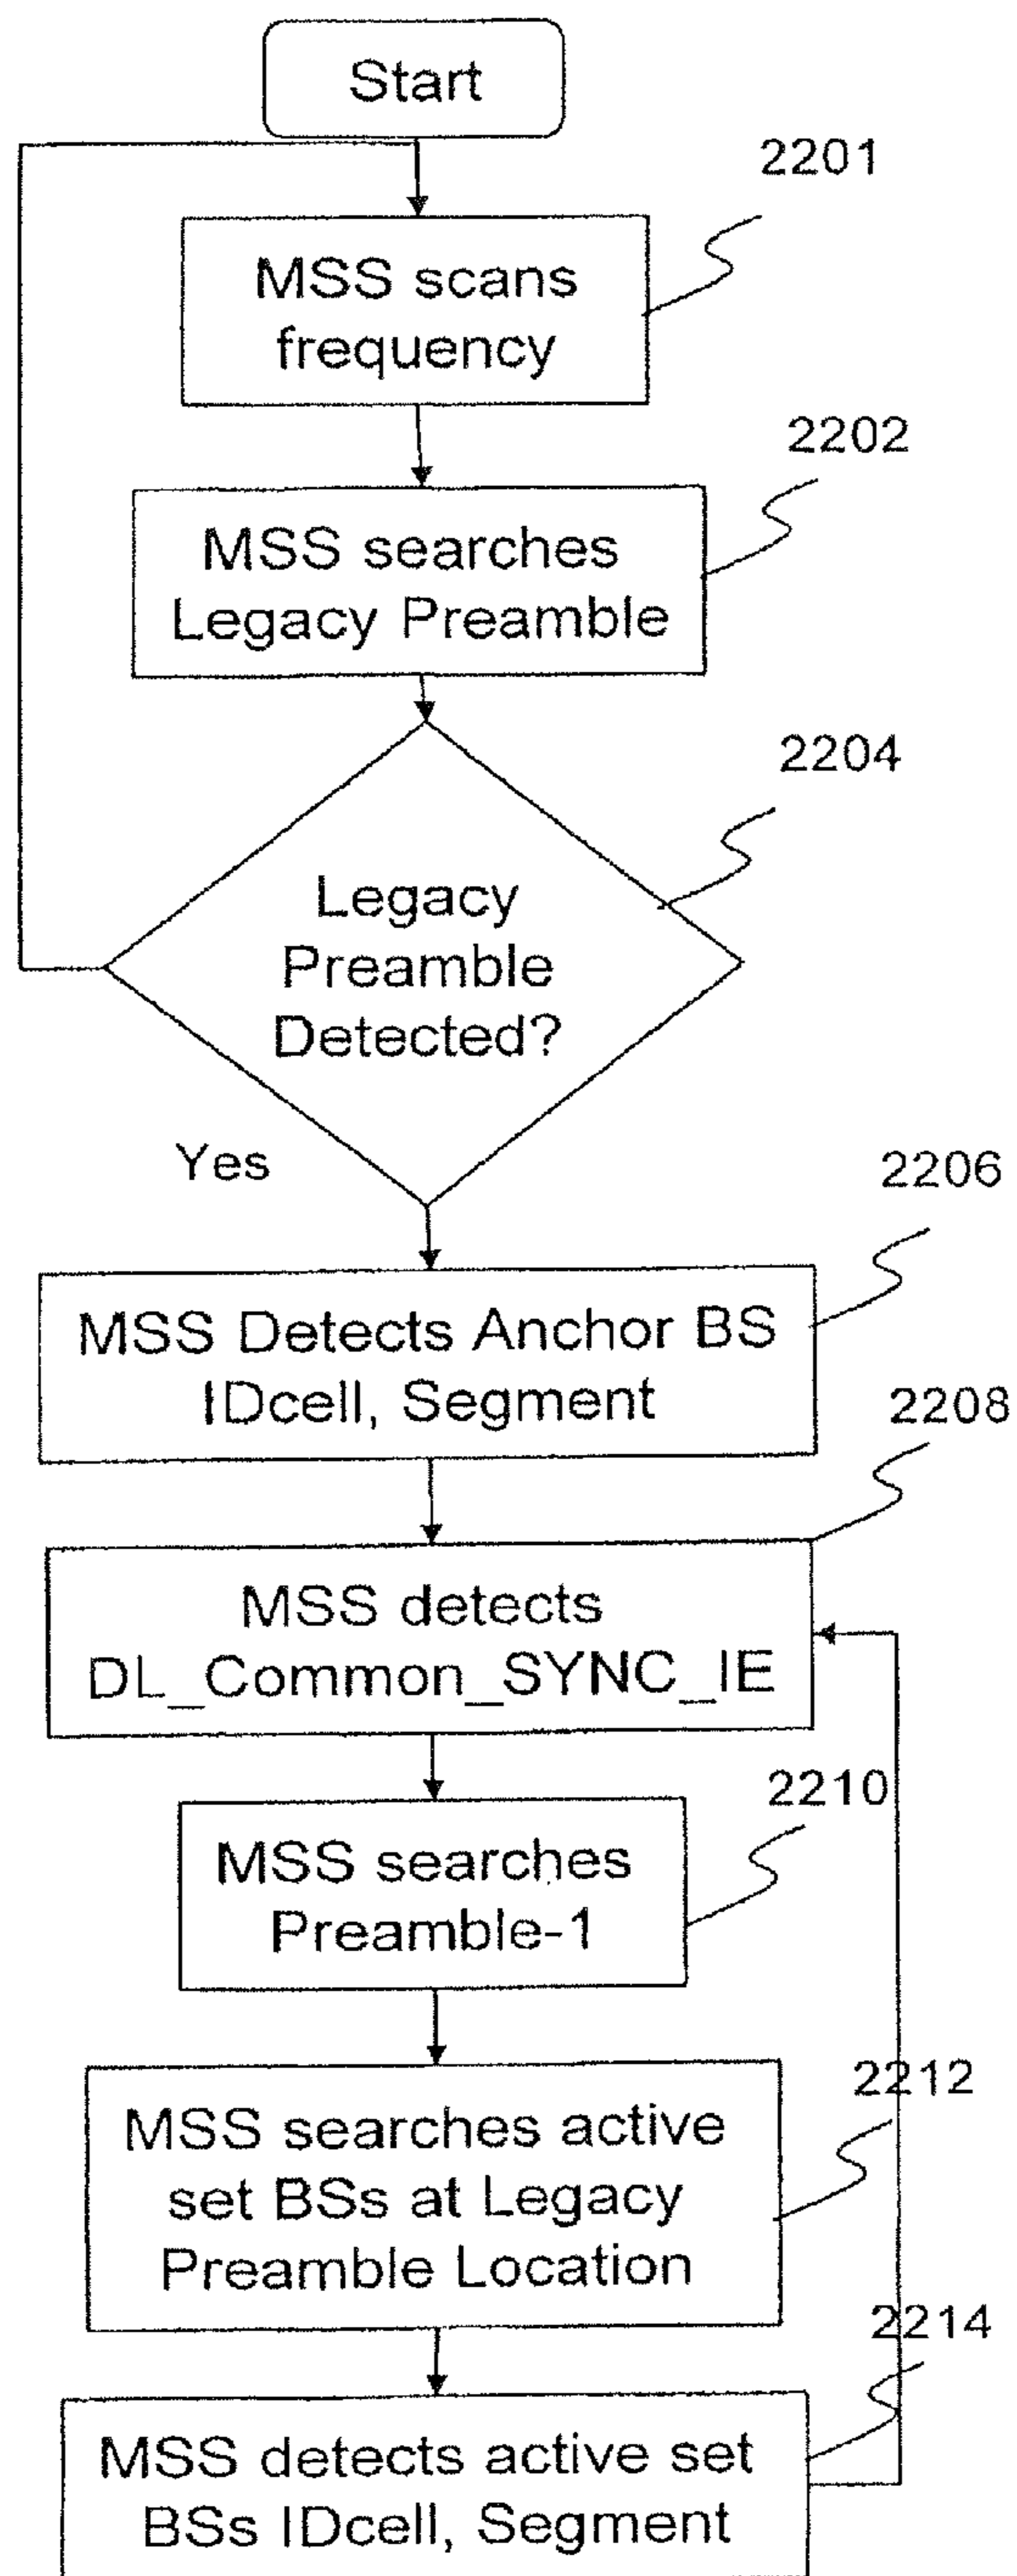 Start
2201
MSS scans
frequency
2202
MSS searches
Legacy Preamble
2204
Legacy
Preamble
Detected?
Yes
2206
MSS Detects Anchor BS
IDcell, Segment
2208
MSS detects
DL_Common_SYNC_IE
2210
MSS searches
Preamble-1
2212
MSS searches active
set BSs at Legacy
Preamble Location
2214
MSS detects active set
BSs IDcell, Segment